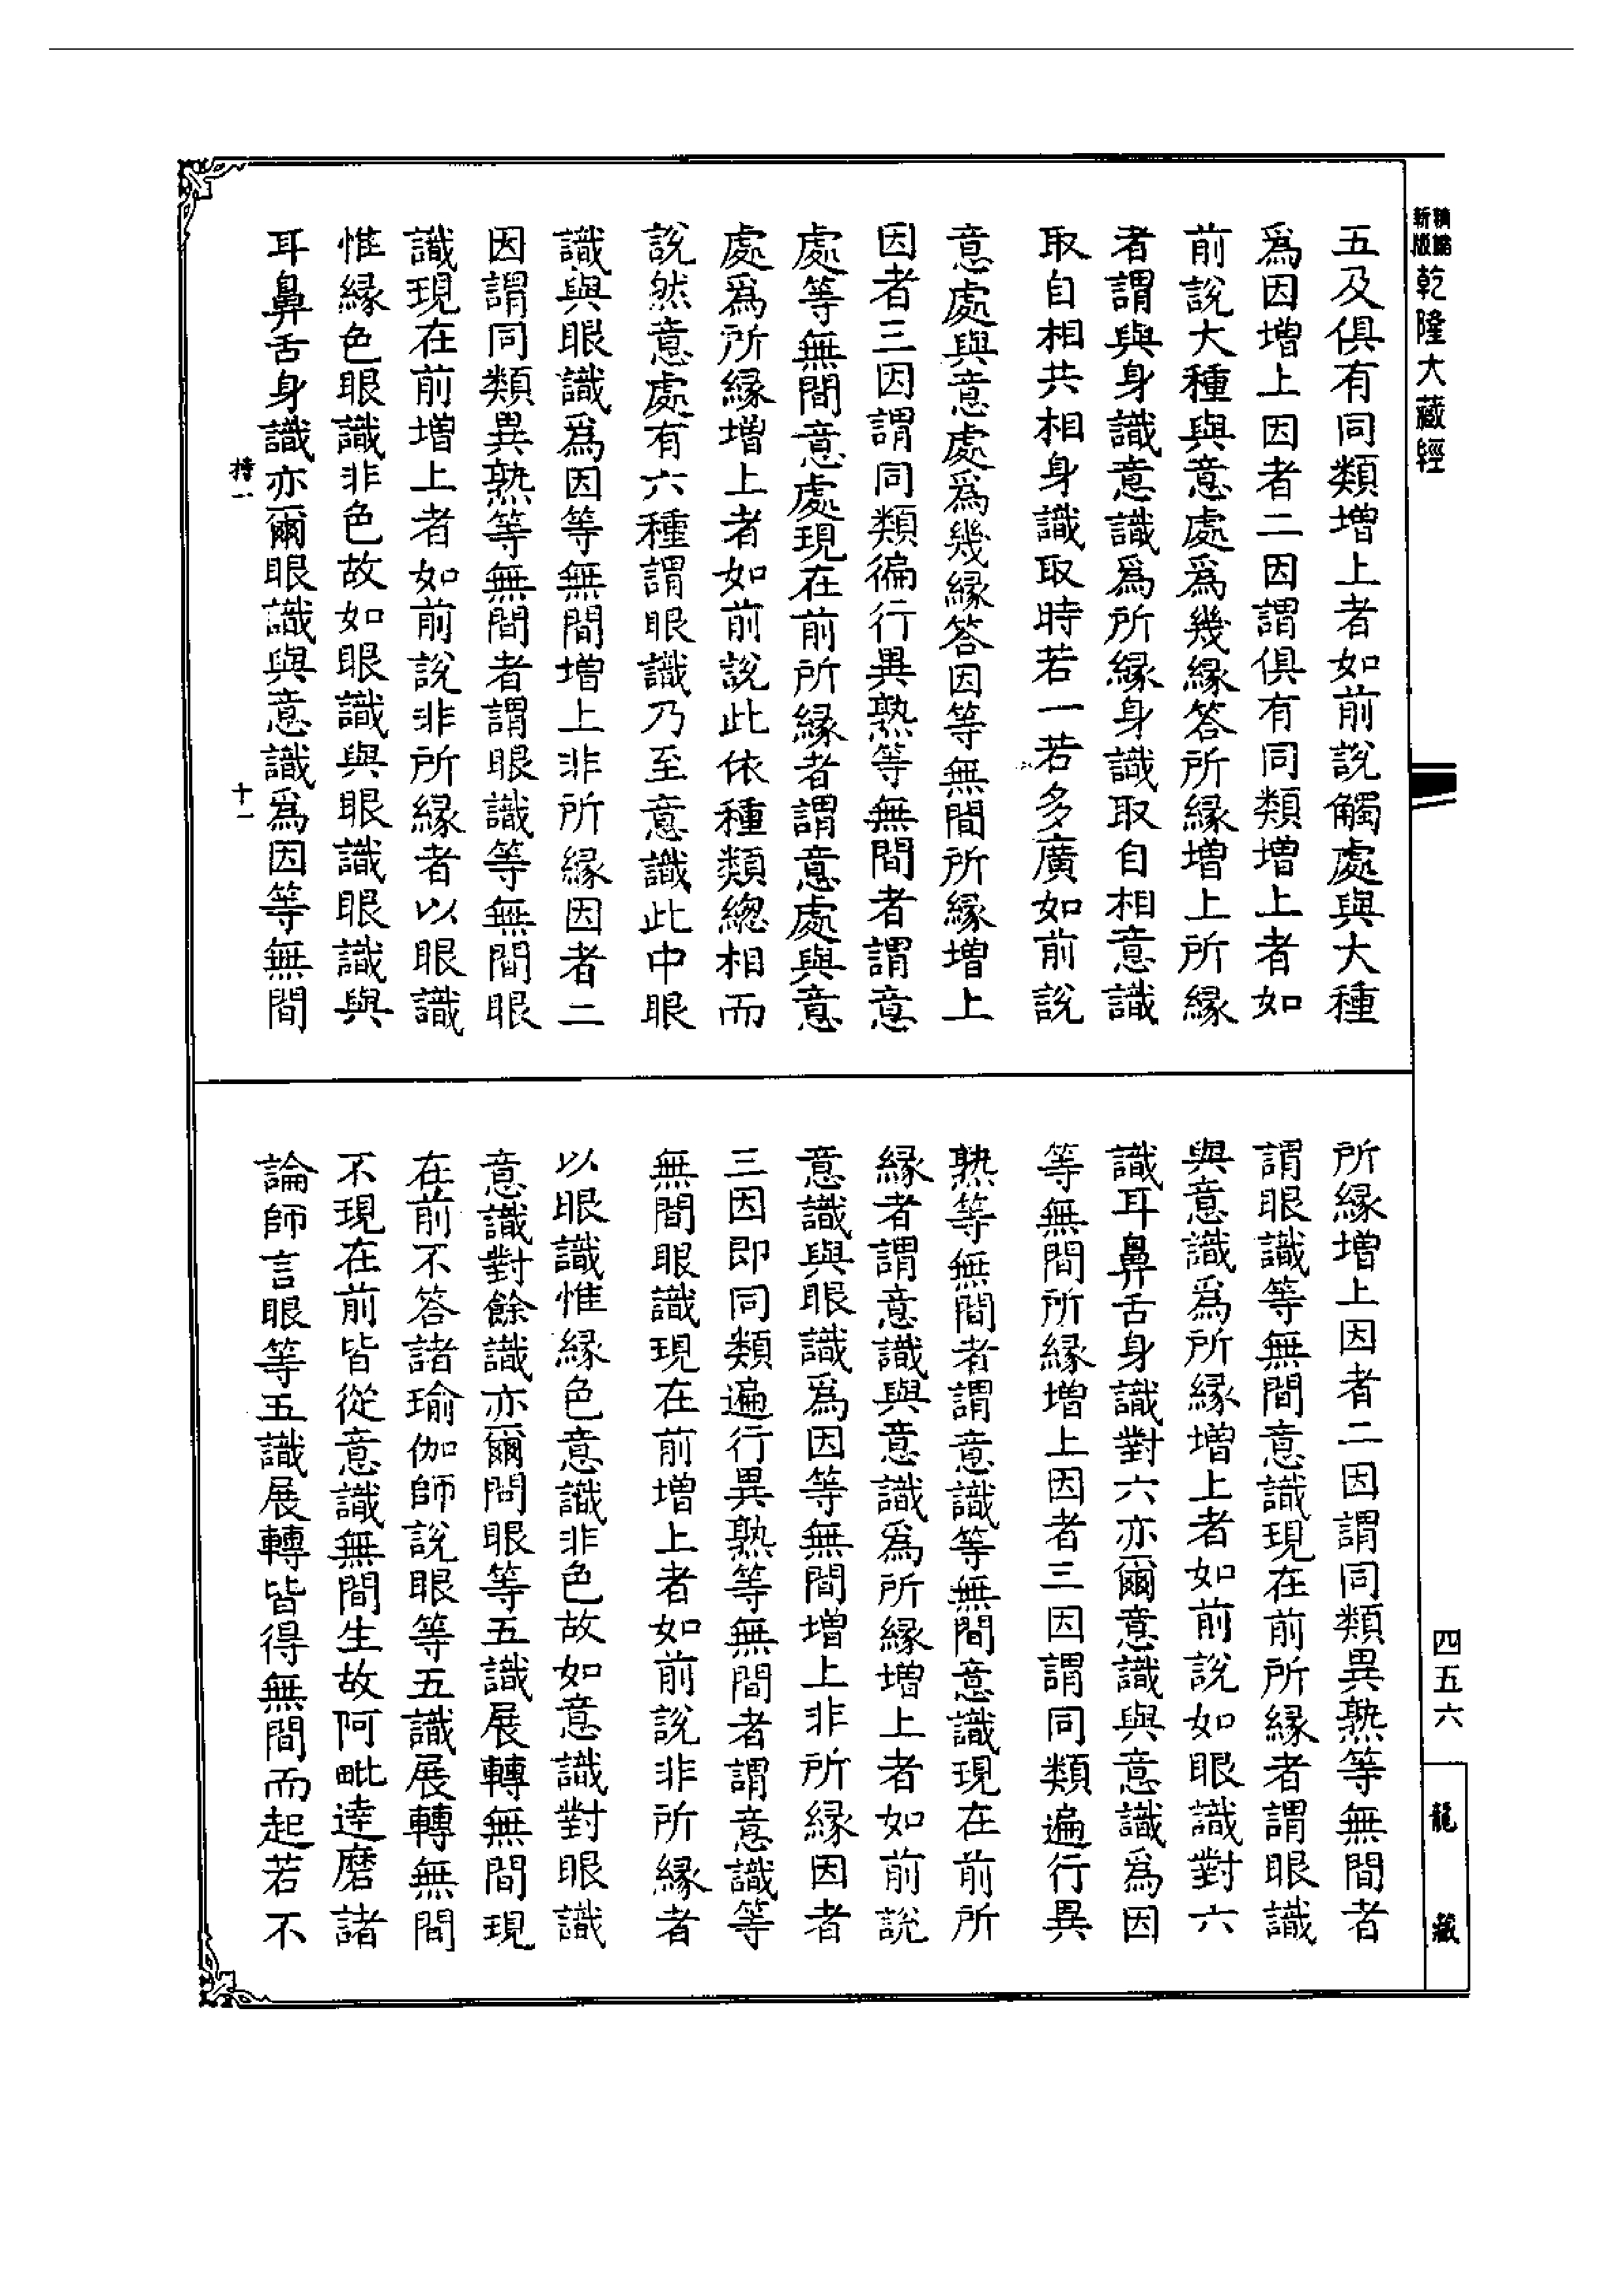 新編
新版
乾隆大藏經
五及俱有同類增上者如前說觸處與大種
爲因增上因者二因謂俱有同類增上者如
前說大種與意處爲幾緣答所緣增上所緣
者謂與身識意識爲所緣身識取自相意識
取自相共相身識取時若一若多廣如前說
意處與意處爲幾緣答因等無間所緣增上
因者三因謂同類徧行異熟等無間者謂意
處等無間意處現在前所緣者謂意處與意
處爲所緣增上者如前說此依種類總相而
說然意處有六種謂眼識乃至意識此中眼
識與眼識爲因等無間增上非所緣因者二
因謂同類異熟等無間者謂眼識等無間眼
識現在前增上者如前說非所緣者以眼識
惟緣色眼識非色故如眼識與眼識眼識與
耳鼻舌身識亦爾眼識與意識爲因等無間
持一
十一
所緣增上因者二因謂同類異熟等無間者
謂眼識等無間意識現在前所緣者謂眼識
與意識爲所緣增上者如前說如眼識對六
識耳鼻舌身識對六亦爾意識與意識爲因
等無間所緣增上因者三因謂同類遍行異
熟等無間者謂意識等無間意識現在前所
緣者謂意識與意識爲所緣增上者如前說
意識與眼識爲因等無間增上非所緣因者
三因即同類遍行異熟等無間者謂意識等
無間眼識現在前增上者如前說非所緣者
以眼識惟緣色意識非色故如意識對眼識
意識對餘識亦爾問眼等五識展轉無間現
在前不答諸瑜伽師說眼等五識展轉無間
不現在前皆從意識無間生故阿毗達磨諸
論師言眼等五識展轉皆得無間而起若不
四五六
龍藏